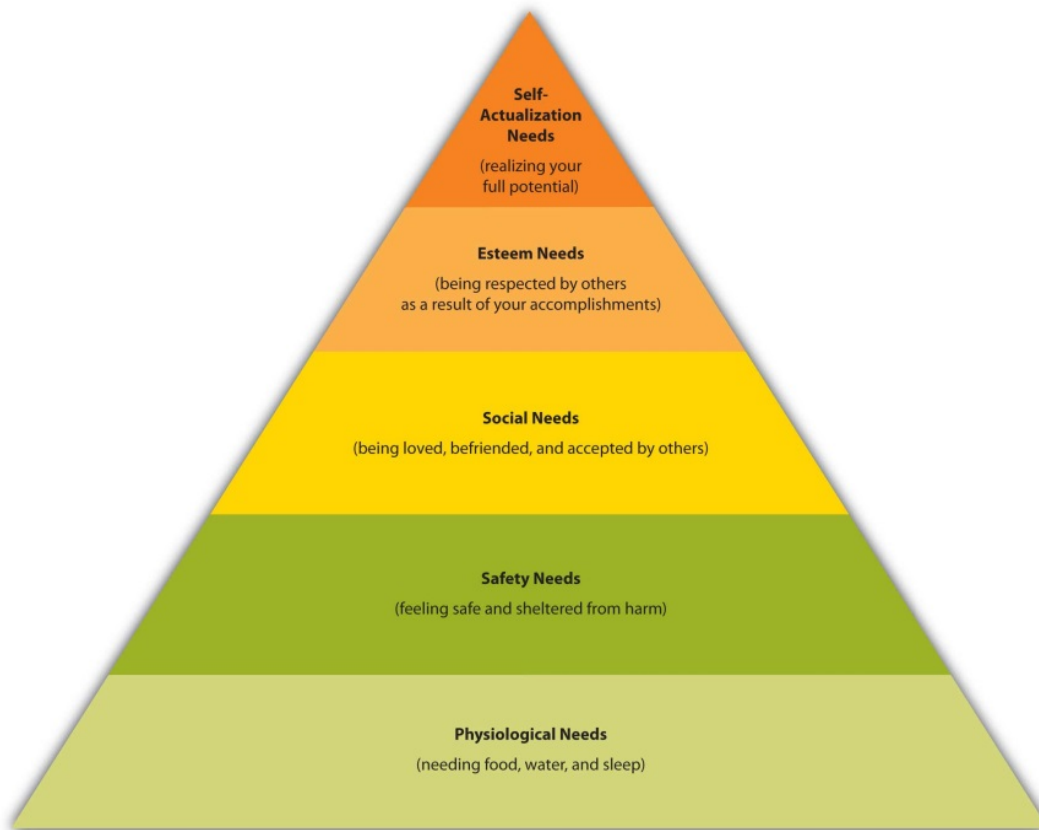 Self-
Actualization
Needs
(realizing your
full potential)
Esteem Needs
(being respected by others
as a result of your accomplishments)
Social Needs
(being loved, befriended, and accepted by others)
Safety Needs
(feeling safe and sheltered from harm)
Physiological Needs
(needing food, water, and sleep)